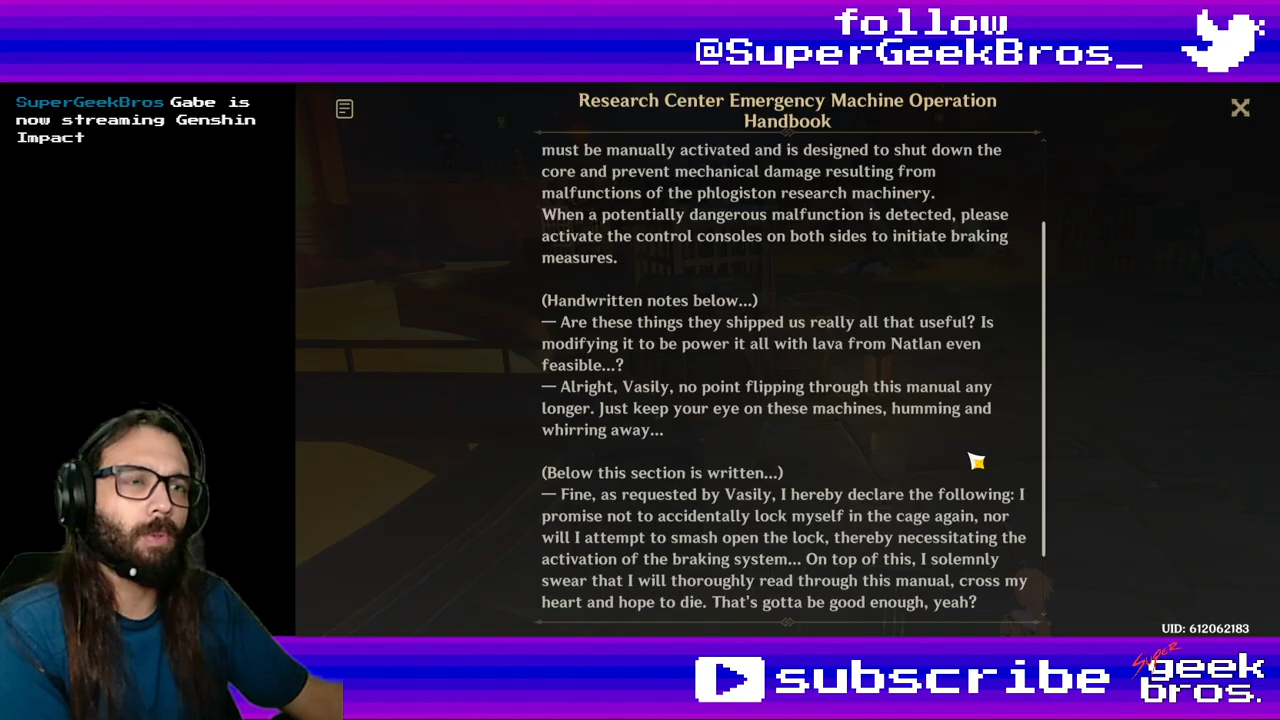 follow
@SuperGeekBros_
SuperGeekBros Gabe is
now streaming Genshin
Impact
Research Center Emergency Machine Operation
Handbook
must be manually activated and is designed to shut down the
core and prevent mechanical damage resulting from
malfunctions of the phlogiston research machinery.
When a potentially dangerous malfunction is detected, please
activate the control consoles on both sides to initiate braking
measures.
(Handwritten notes below...)
— Are these things they shipped us really all that useful? Is
modifying it to be power it all with lava from Natlan even
feasible...?
— Alright, Vasily, no point flipping through this manual any
longer. Just keep your eye on these machines, humming and
whirring away...
(Below this section is written...)
— Fine, as requested by Vasily, I hereby declare the following: I
promise not to accidentally lock myself in the cage again, nor
will I attempt to smash open the lock, thereby necessitating the
activation of the braking system... On top of this, I solemnly
swear that I will thoroughly read through this manual, cross my
heart and hope to die. That's gotta be good enough, yeah?
UID: 612062183
subscribe
SUPER
geek
bros.